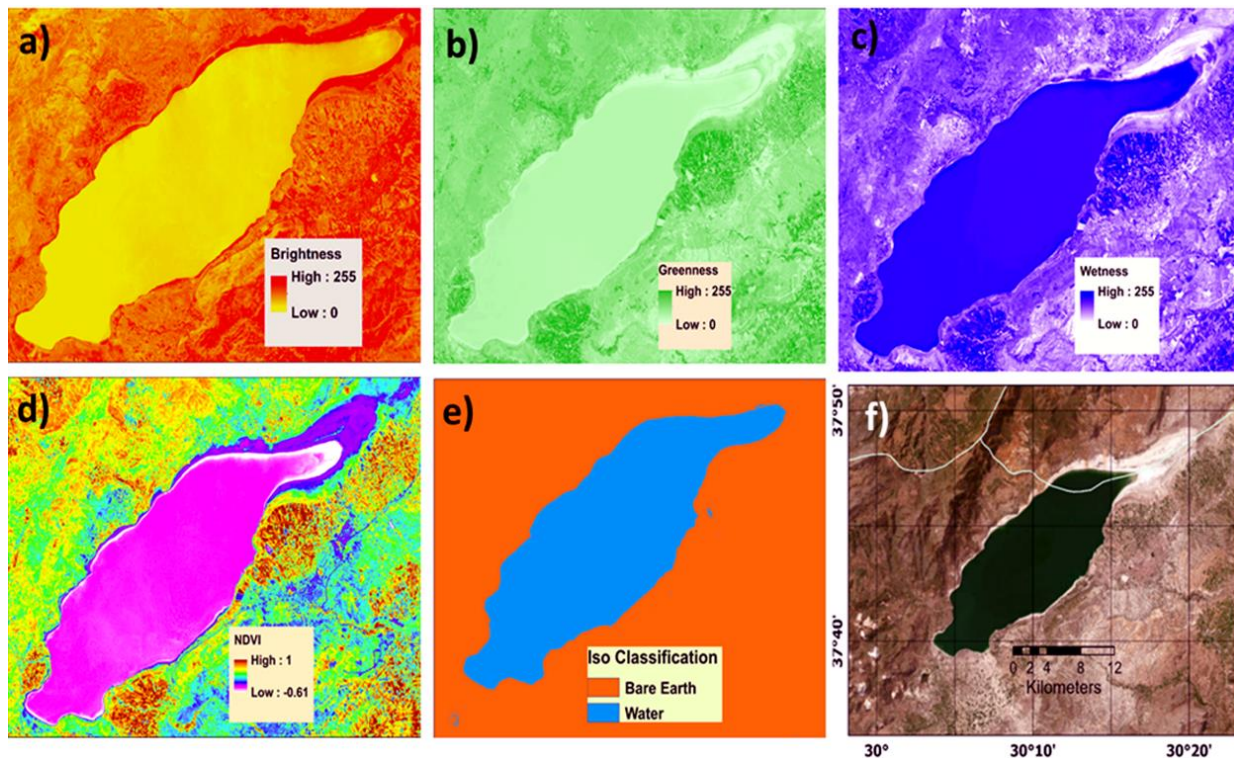 a)
Brightness
High : 255
Low : 0
b)
Greenness
High : 255
Low : 0
c)
Wetness
High : 255
Low : 0
d)
NDVI
High : 1
Low : -0.61
e)
Iso Classification
Bare Earth
Water
f)
37°50'
37°40'
0 2 4 8 12
Kilometers
30° 30°10' 30°20'